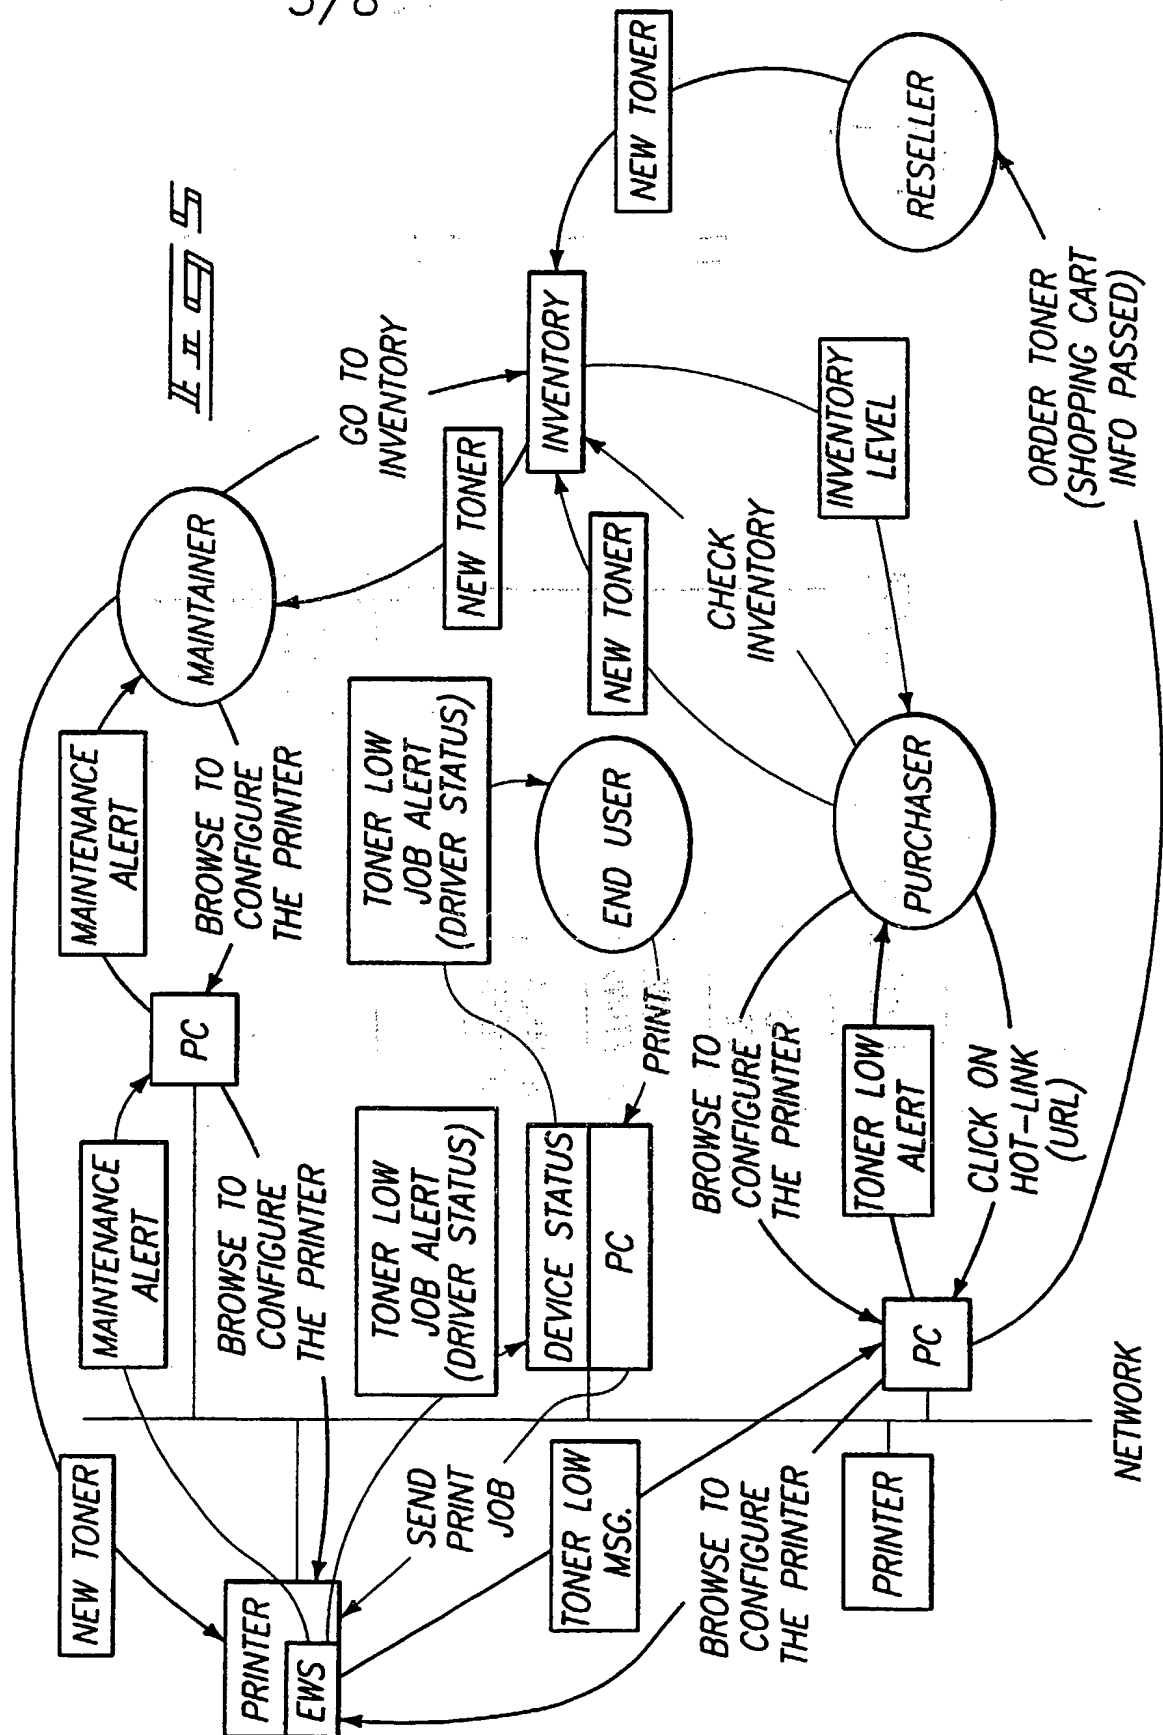 5/8
FIG 5
NEW TONER
MAINTENANCE
ALERT
PC
MAINTENANCE
ALERT
MAINTAINER
BROWSE TO
CONFIGURE
THE PRINTER
BROWSE TO
CONFIGURE
THE PRINTER
GO TO
INVENTORY
PRINTER
EWS
TONER LOW
JOB ALERT
(DRIVER STATUS)
TONER LOW
JOB ALERT
(DRIVER STATUS)
NEW TONER
INVENTORY
NEW TONER
SEND
PRINT
JOB
DEVICE STATUS
PC
PRINT
END USER
NEW TONER
CHECK
INVENTORY
TONER LOW
MSG.
BROWSE TO
CONFIGURE
THE PRINTER
BROWSE TO
CONFIGURE
THE PRINTER
INVENTORY
LEVEL
RESELLER
PRINTER
PC
TONER LOW
ALERT
PURCHASER
CLICK ON
HOT-LINK
(URL)
ORDER TONER
(SHOPPING CART
INFO PASSED)
NETWORK